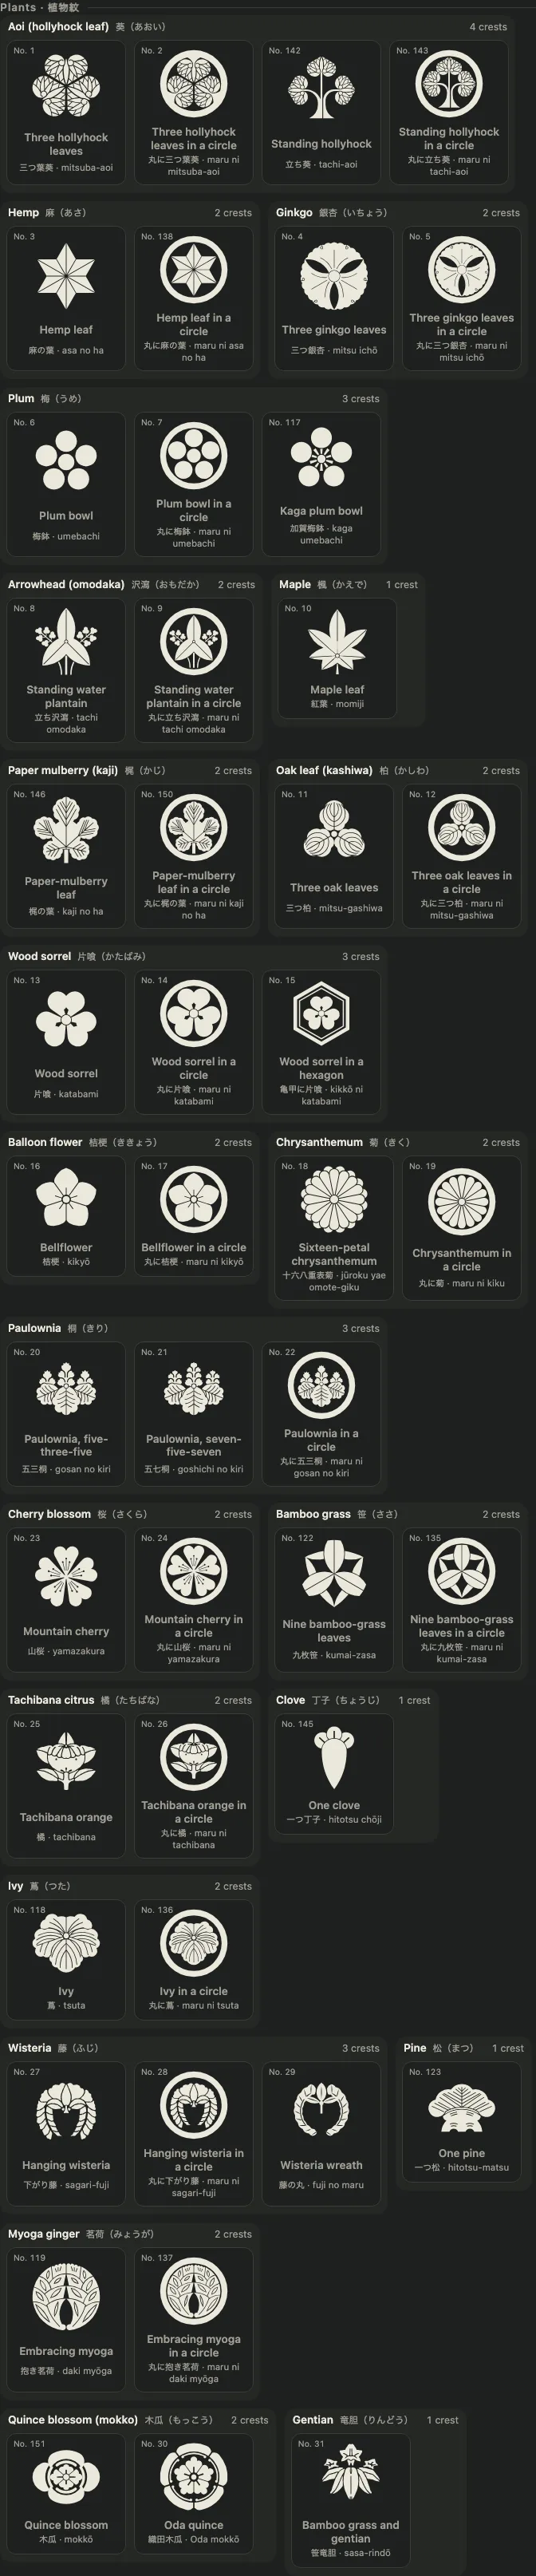 Plants · 植物紋
Aoi (hollyhock leaf) 葵（あおい） 4 crests
No. 1
Three hollyhock
leaves
三つ葉葵 · mitsuba-aoi
No. 2
Three hollyhock
leaves in a circle
丸に三つ葉葵 · maru ni
mitsuba-aoi
No. 142
Standing hollyhock
立ち葵 · tachi-aoi
No. 143
Standing hollyhock
in a circle
丸に立ち葵 · maru ni
tachi-aoi
Hemp 麻（あさ） 2 crests
No. 3
Hemp leaf
麻の葉 · asa no ha
No. 138
Hemp leaf in a
circle
丸に麻の葉 · maru ni asa
no ha
Ginkgo 銀杏（いちょう） 2 crests
No. 4
Three ginkgo leaves
三つ銀杏 · mitsu ichō
No. 5
Three ginkgo leaves
in a circle
丸に三つ銀杏 · maru ni
mitsu ichō
Plum 梅（うめ） 3 crests
No. 6
Plum bowl
梅鉢 · umebachi
No. 7
Plum bowl in a
circle
丸に梅鉢 · maru ni
umebachi
No. 117
Kaga plum bowl
加賀梅鉢 · kaga
umebachi
Arrowhead (omodaka) 沢瀉（おもだか） 2 crests
No. 8
Standing water
plantain
立ち沢瀉 · tachi
omodaka
No. 9
Standing water
plantain in a circle
丸に立ち沢瀉 · maru ni
tachi omodaka
Maple 楓（かえで） 1 crest
No. 10
Maple leaf
紅葉 · momiji
Paper mulberry (kaji) 梶（かじ） 2 crests
No. 146
Paper-mulberry
leaf
梶の葉 · kaji no ha
No. 150
Paper-mulberry
leaf in a circle
丸に梶の葉 · maru ni kaji
no ha
Oak leaf (kashiwa) 柏（かしわ） 2 crests
No. 11
Three oak leaves
三つ柏 · mitsu-gashiwa
No. 12
Three oak leaves in
a circle
丸に三つ柏 · maru ni
mitsu-gashiwa
Wood sorrel 片喰（かたばみ） 3 crests
No. 13
Wood sorrel
片喰 · katabami
No. 14
Wood sorrel in a
circle
丸に片喰 · maru ni
katabami
No. 15
Wood sorrel in a
hexagon
亀甲に片喰 · kikkō ni
katabami
Balloon flower 桔梗（ききょう） 2 crests
No. 16
Bellflower
桔梗 · kikyō
No. 17
Bellflower in a circle
丸に桔梗 · maru ni kikyō
Chrysanthemum 菊（きく） 2 crests
No. 18
Sixteen-petal
chrysanthemum
十六八重表菊 · jūroku yae
omote-giku
No. 19
Chrysanthemum in
a circle
丸に菊 · maru ni kiku
Paulownia 桐（きり） 3 crests
No. 20
Paulownia, five-
three-five
五三桐 · gosan no kiri
No. 21
Paulownia, seven-
five-seven
五七桐 · goshichi no kiri
No. 22
Paulownia in a
circle
丸に五三桐 · maru ni
gosan no kiri
Cherry blossom 桜（さくら） 2 crests
No. 23
Mountain cherry
山桜 · yamazakura
No. 24
Mountain cherry in
a circle
丸に山桜 · maru ni
yamazakura
Bamboo grass 笹（ささ） 2 crests
No. 122
Nine bamboo-grass
leaves
九枚笹 · kumai-zasa
No. 135
Nine bamboo-grass
leaves in a circle
丸に九枚笹 · maru ni
kumai-zasa
Tachibana citrus 橘（たちばな） 2 crests
No. 25
Tachibana orange
橘 · tachibana
No. 26
Tachibana orange in
a circle
丸に橘 · maru ni
tachibana
Clove 丁子（ちょうじ） 1 crest
No. 145
One clove
一つ丁子 · hitotsu chōji
Ivy 蔦（つた） 2 crests
No. 118
Ivy
蔦 · tsuta
No. 136
Ivy in a circle
丸に蔦 · maru ni tsuta
Wisteria 藤（ふじ） 3 crests
No. 27
Hanging wisteria
下がり藤 · sagari-fuji
No. 28
Hanging wisteria in
a circle
丸に下がり藤 · maru ni
sagari-fuji
No. 29
Wisteria wreath
藤の丸 · fuji no maru
Pine 松（まつ） 1 crest
No. 123
One pine
一つ松 · hitotsu-matsu
Myoga ginger 茗荷（みょうが） 2 crests
No. 119
Embracing myoga
抱き茗荷 · daki myōga
No. 137
Embracing myoga
in a circle
丸に抱き茗荷 · maru ni
daki myōga
Quince blossom (mokko) 木瓜（もっこう） 2 crests
No. 151
Quince blossom
木瓜 · mokkō
No. 30
Oda quince
織田木瓜 · Oda mokkō
Gentian 竜胆（りんどう） 1 crest
No. 31
Bamboo grass and
gentian
笹竜胆 · sasa-rindō